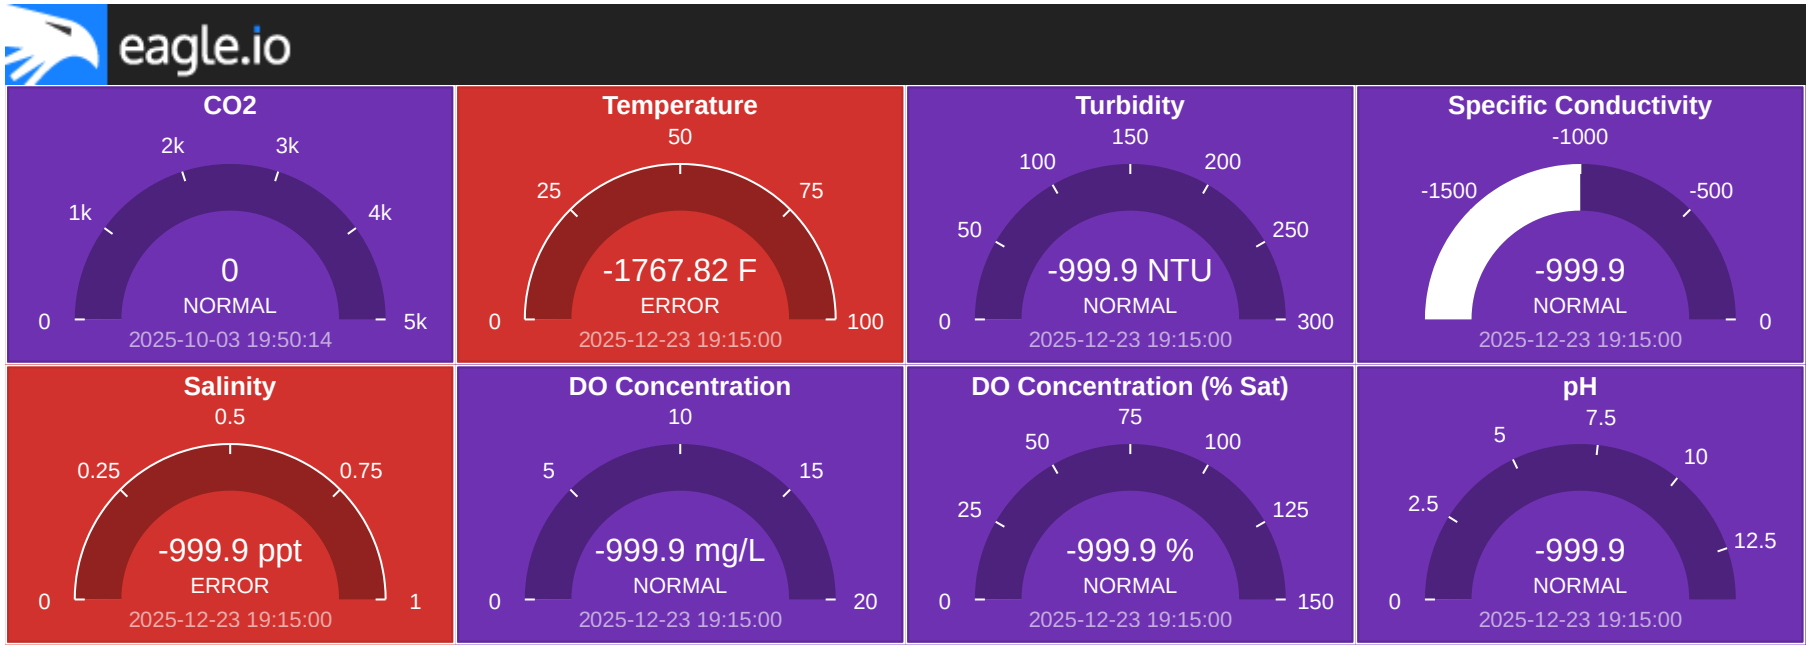 eagle.io
CO2
2k
3k
1k
4k
0
NORMAL
0
5k
2025-10-03 19:50:14
Temperature
50
25
75
-1767.82 F
ERROR
0
100
2025-12-23 19:15:00
Turbidity
150
100
200
50
250
-999.9 NTU
NORMAL
0
300
2025-12-23 19:15:00
Specific Conductivity
-1000
-1500
-500
-999.9
NORMAL
0
2025-12-23 19:15:00
Salinity
0.5
0.25
0.75
-999.9 ppt
ERROR
0
1
2025-12-23 19:15:00
DO Concentration
10
5
15
-999.9 mg/L
NORMAL
0
20
2025-12-23 19:15:00
DO Concentration (% Sat)
75
50
100
25
125
-999.9 %
NORMAL
0
150
2025-12-23 19:15:00
pH
7.5
5
10
2.5
12.5
-999.9
NORMAL
0
2025-12-23 19:15:00